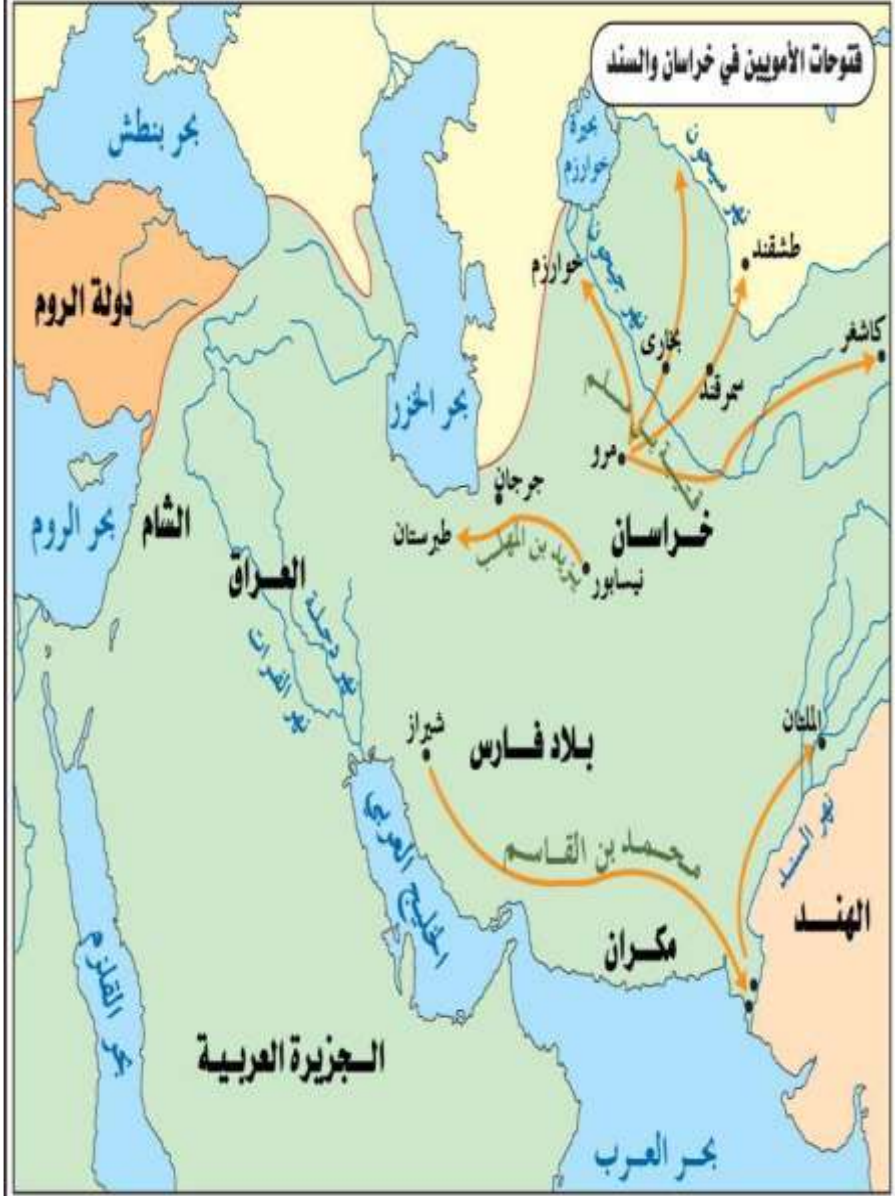 فتوحات الأمويين في خراسان والسند
بحر بنطش
بحيرة
خوارزم
نهر سيحون
طشقند
خوارزم
نهر جيحون
كاشغر
دولة الروم
بخارى
سمرقند
بحر الخزر
قتيبة بن مسلم
مرو
جرجان
خراسان
الشام
بحر الروم
طبرستان
يزيد بن المهلب
نيسابور
العراق
نهر دجلة
نهر الفرات
الملتان
شيراز
بلاد فارس
نهر السند
محمد بن القاسم
الخليج العربي
الهند
مكران
بحر القلزم
الجزيرة العربية
بحر العرب